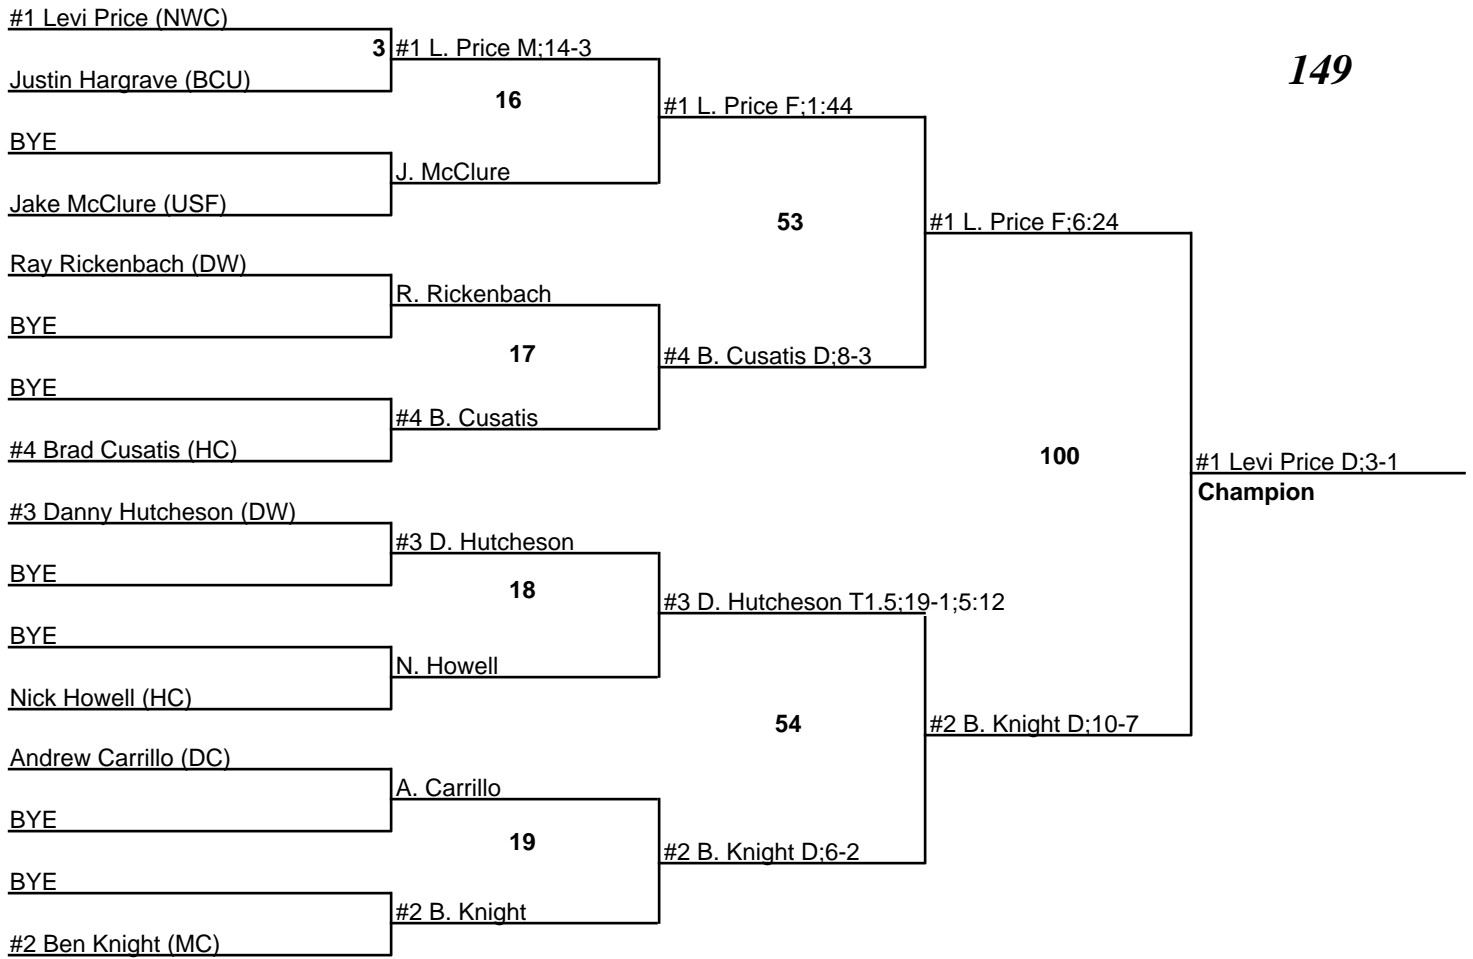 #1 Levi Price (NWC)
3 #1 L. Price M;14-3
149
Justin Hargrave (BCU)
16
#1 L. Price F;1:44
BYE
J. McClure
Jake McClure (USF)
53
#1 L. Price F;6:24
Ray Rickenbach (DW)
R. Rickenbach
BYE
17
#4 B. Cusatis D;8-3
BYE
#4 B. Cusatis
#4 Brad Cusatis (HC)
100
#1 Levi Price D;3-1
Champion
#3 Danny Hutcheson (DW)
#3 D. Hutcheson
BYE
18
#3 D. Hutcheson T1.5;19-1;5:12
BYE
N. Howell
Nick Howell (HC)
54
#2 B. Knight D;10-7
Andrew Carrillo (DC)
A. Carrillo
BYE
19
#2 B. Knight D;6-2
BYE
#2 B. Knight
#2 Ben Knight (MC)